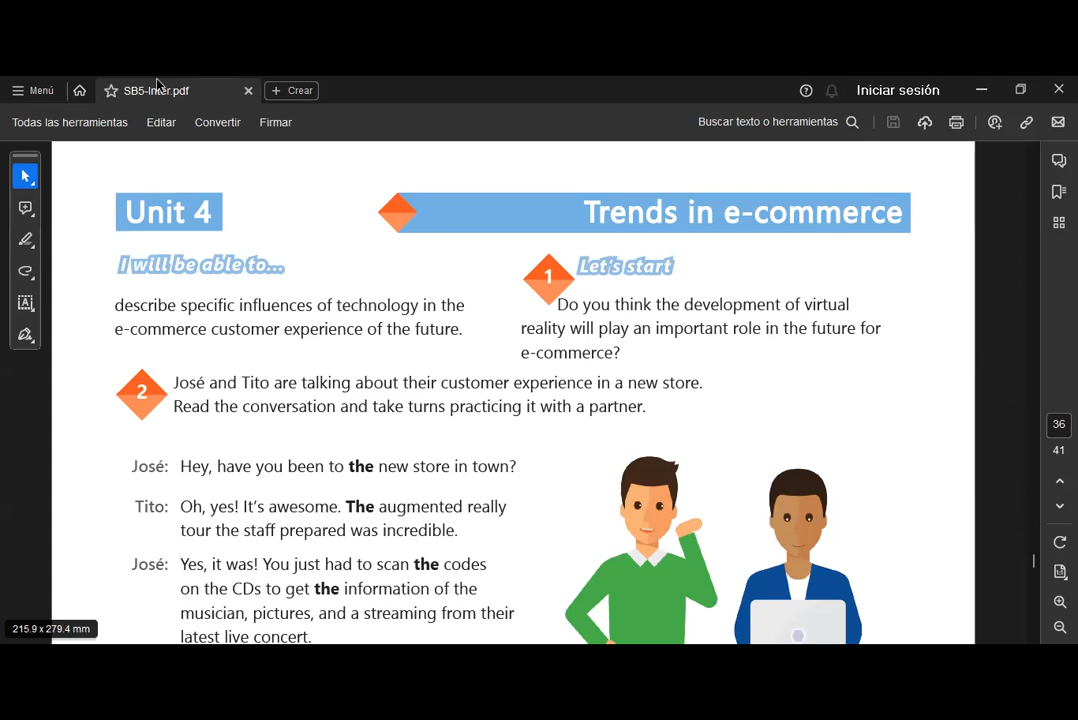 Menú
SB5-Inter.pdf
Crear
Iniciar sesión
Todas las herramientas
Editar
Convertir
Firmar
Buscar texto o herramientas
Unit 4
Trends in e-commerce
I will be able to...
describe specific influences of technology in the
e-commerce customer experience of the future.
1
Let's start
Do you think the development of virtual
reality will play an important role in the future for
e-commerce?
2
José and Tito are talking about their customer experience in a new store.
Read the conversation and take turns practicing it with a partner.
José: Hey, have you been to the new store in town?
Tito: Oh, yes! It's awesome. The augmented really
tour the staff prepared was incredible.
José: Yes, it was! You just had to scan the codes
on the CDs to get the information of the
musician, pictures, and a streaming from their
latest live concert.
36
41
215.9 x 279.4 mm